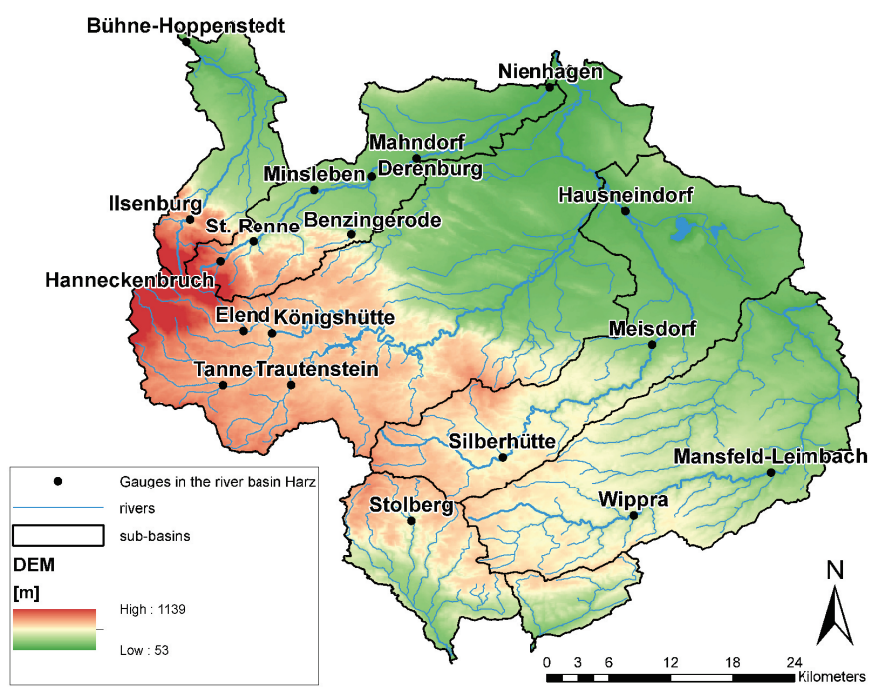 Bühne-Hoppenstedt
Nienhagen
Mahndorf
Derenburg
Minsleben
Hausneindorf
Ilsenburg
St. Renne
Benzingerode
Hanneckenbruch
Elend
Königshütte
Meisdorf
Tanne
Trautenstein
Silberhütte
Mansfeld-Leimbach
Stolberg
Wippra
Gauges in the river basin Harz
rivers
sub-basins
DEM
[m]
High : 1139
Low : 53
N
0 3 6 12 18 24
Kilometers